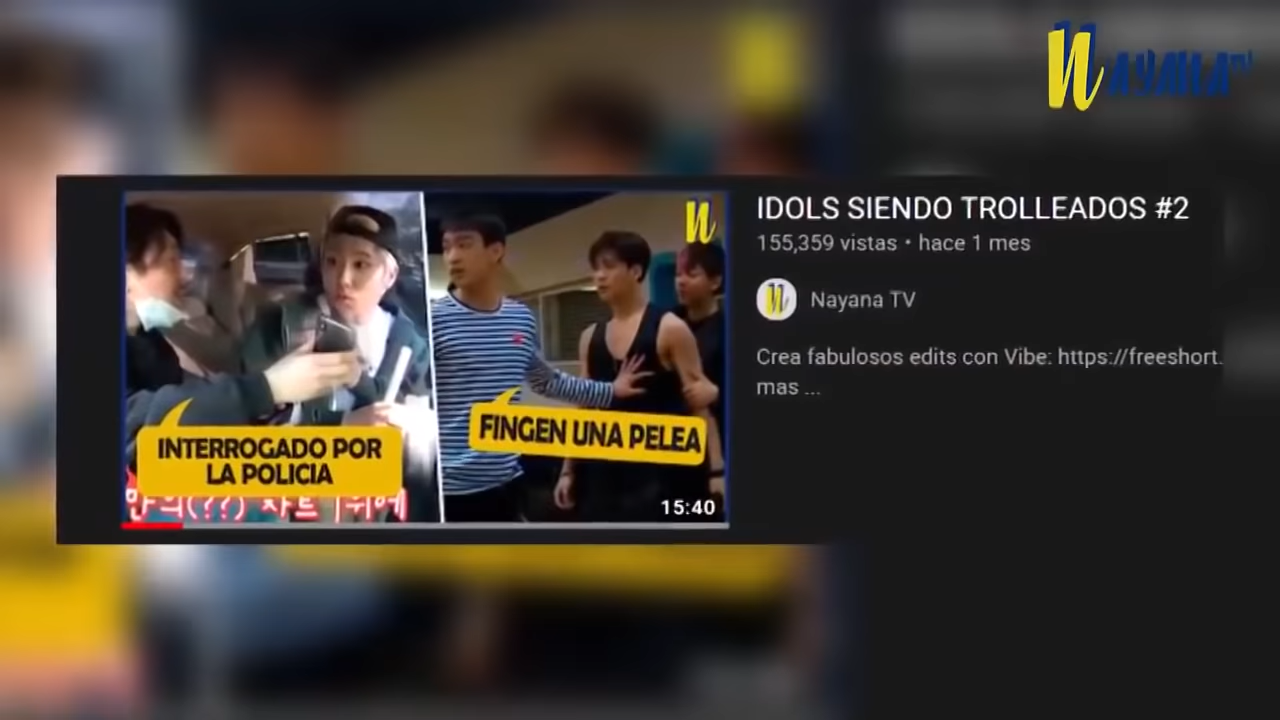 NAYANA TV
IDOLS SIENDO TROLLEADOS #2
155,359 vistas • hace 1 mes
Nayana TV
Crea fabulosos edits con Vibe: https://freeshort.
mas ...
INTERROGADO POR
LA POLICIA
FINGEN UNA PELEA
15:40